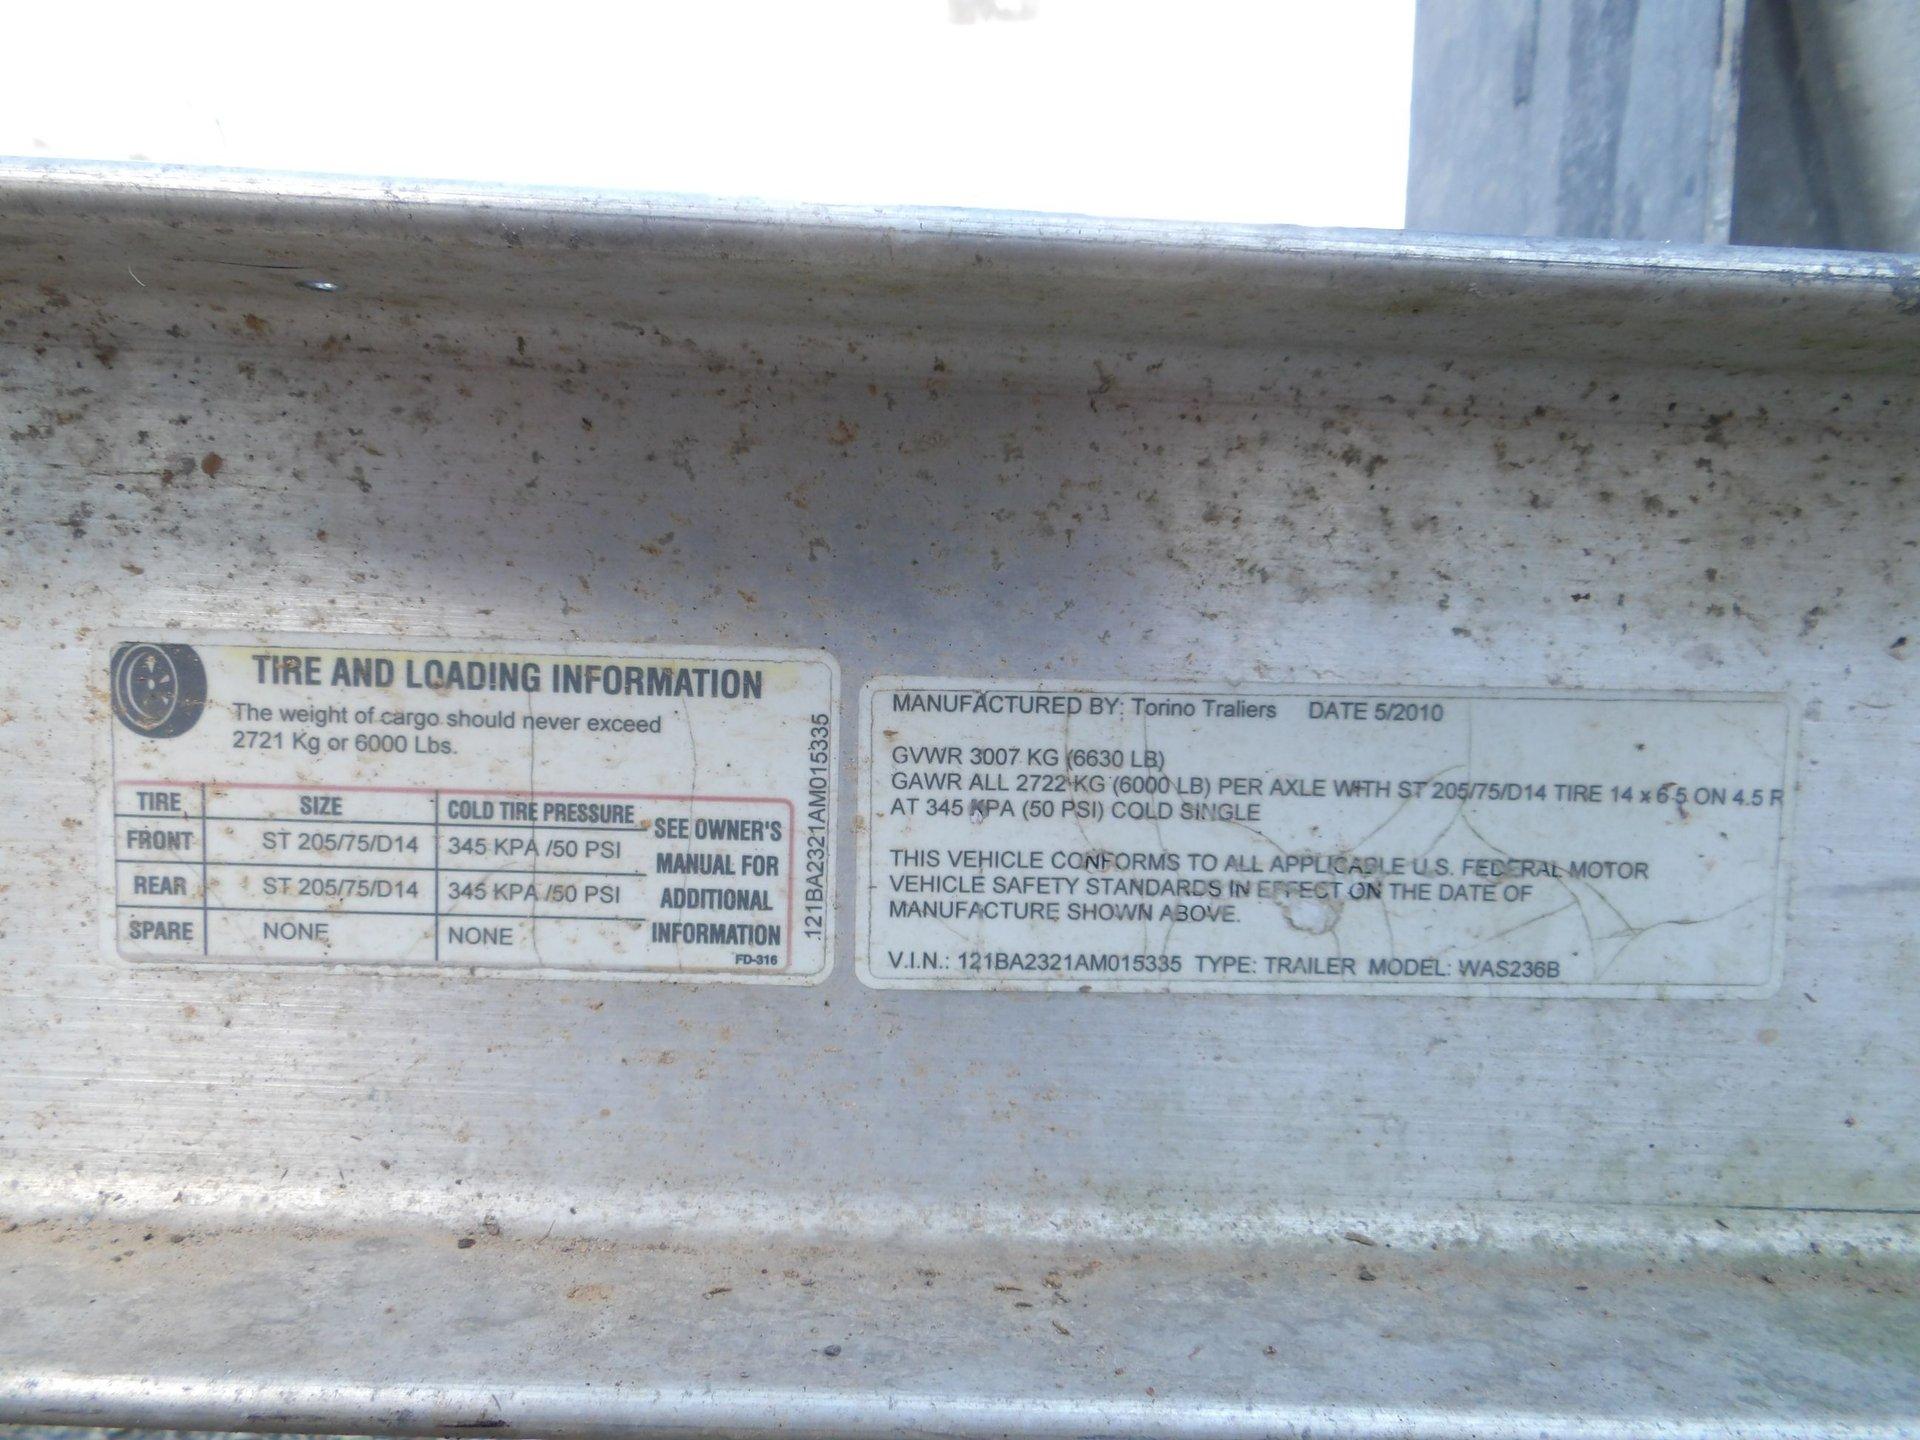 TIRE AND LOADING INFORMATION
The weight of cargo should never exceed
2721 Kg or 6000 Lbs.
TIRE SIZE COLD TIRE PRESSURE
FRONT ST 205/75/D14 345 KPA /50 PSI
REAR ST 205/75/D14 345 KPA /50 PSI
SPARE NONE NONE
SEE OWNER'S
MANUAL FOR
ADDITIONAL
INFORMATION
FD-316
121BA2321AM015335
MANUFACTURED BY: Torino Traliers DATE 5/2010
GVWR 3007 KG (6630 LB)
GAWR ALL 2722 KG (6000 LB) PER AXLE WITH ST 205/75/D14 TIRE 14 x 6.5 ON 4.5 R
AT 345 KPA (50 PSI) COLD SINGLE
THIS VEHICLE CONFORMS TO ALL APPLICABLE U.S. FEDERAL MOTOR
VEHICLE SAFETY STANDARDS IN EFFECT ON THE DATE OF
MANUFACTURE SHOWN ABOVE.
V.I.N.: 121BA2321AM015335 TYPE: TRAILER MODEL: WAS236B